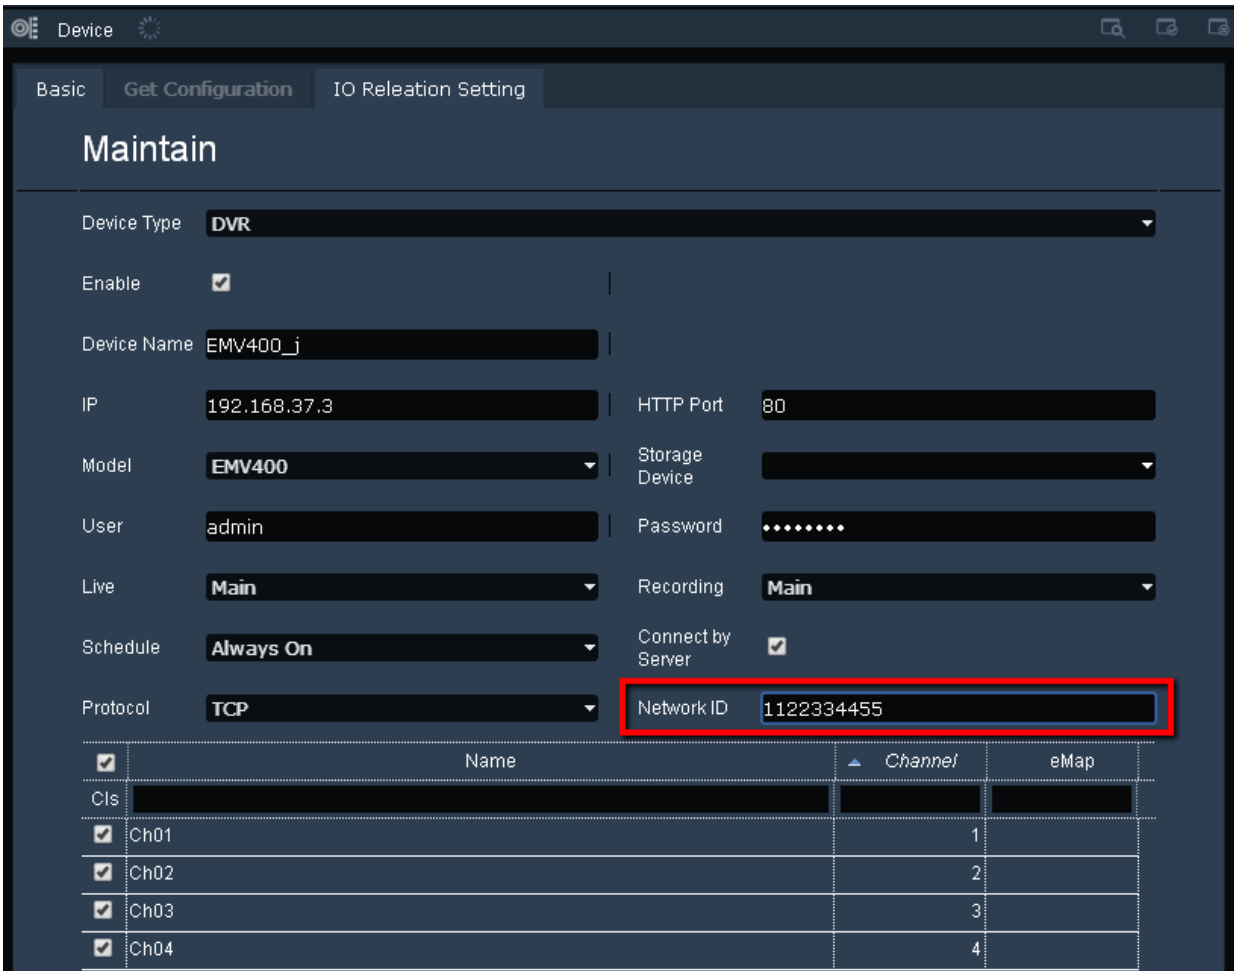 Device
Basic Get Configuration IO Releation Setting
Maintain
Device Type DVR
Enable
Device Name EMV400_j
IP 192.168.37.3 HTTP Port 80
Model EMV400 Storage Device
User admin Password ••••••••
Live Main Recording Main
Schedule Always On Connect by Server
Protocol TCP Network ID 1122334455
Name Channel eMap
Cls
Ch01 1
Ch02 2
Ch03 3
Ch04 4